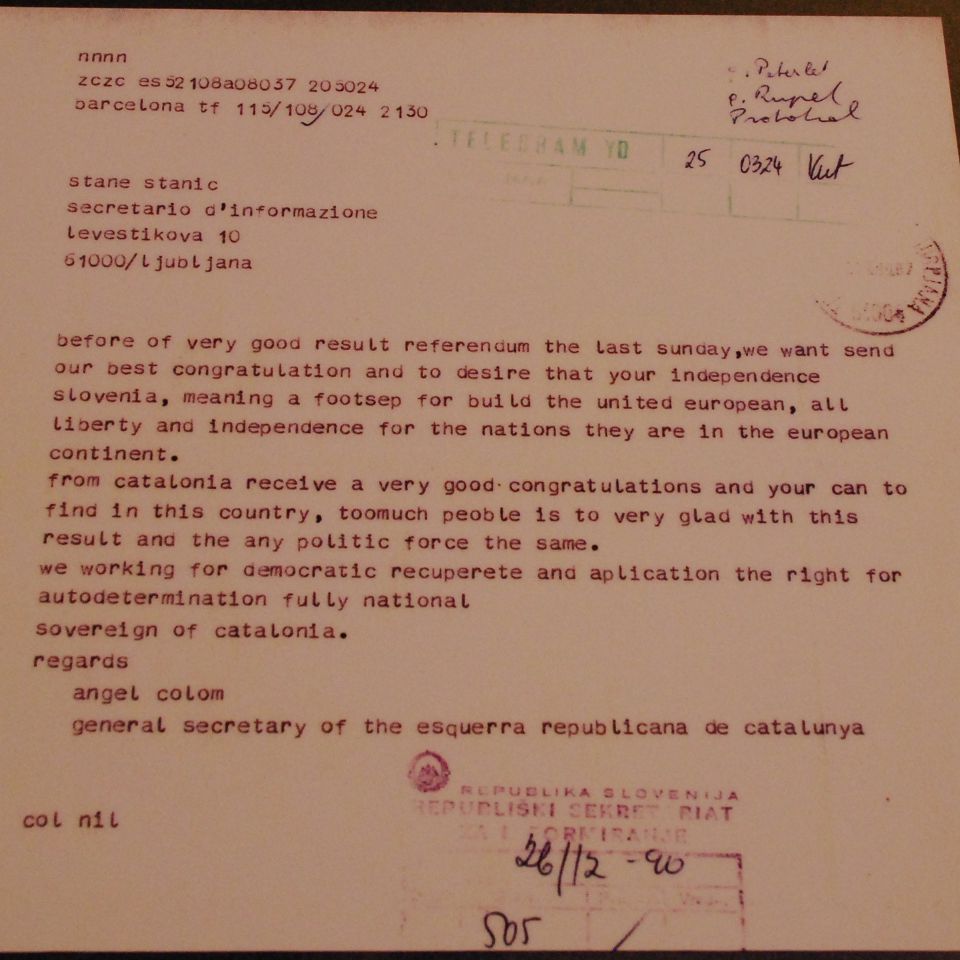 nnnn
zczc es52108a08037 205024
barcelona tf 115/108/024 2130
p. Rupel
TELEGRAM YD
25 0324
stane stanic
secretario d'informazione
levestikova 10
61000/ljubljana
before of very good result referendum the last sunday,we want send
our best congratulation and to desire that your independence
slovenia, meaning a footsep for build the united european, all
liberty and independence for the nations they are in the european
continent.
from catalonia receive a very good congratulations and your can to
find in this country, toomuch peoble is to very glad with this
result and the any politic force the same.
we working for democratic recuperete and aplication the right for
autodetermination fully national
sovereign of catalonia.
regards
angel colom
general secretary of the esquerra republicana de catalunya
REPUBLIKA SLOVENIJA
REPUBLIŠKI SEKRETARIAT
ZA INFORMIRANJE
col nil
26/12 - 90
505 /